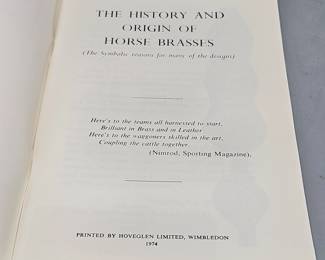 THE HISTORY AND
ORIGIN OF
HORSE BRASSES
(The Symbolic reasons for many of the designs)
Here's to the teams all harnessed to start,
Brilliant in Brass and in Leather
Here's to the waggoners skilled in the art,
Coupling the cattle together.
(Nimrod, Sporting Magazine).
PRINTED BY HOVEGLEN LIMITED, WIMBLEDON
1974